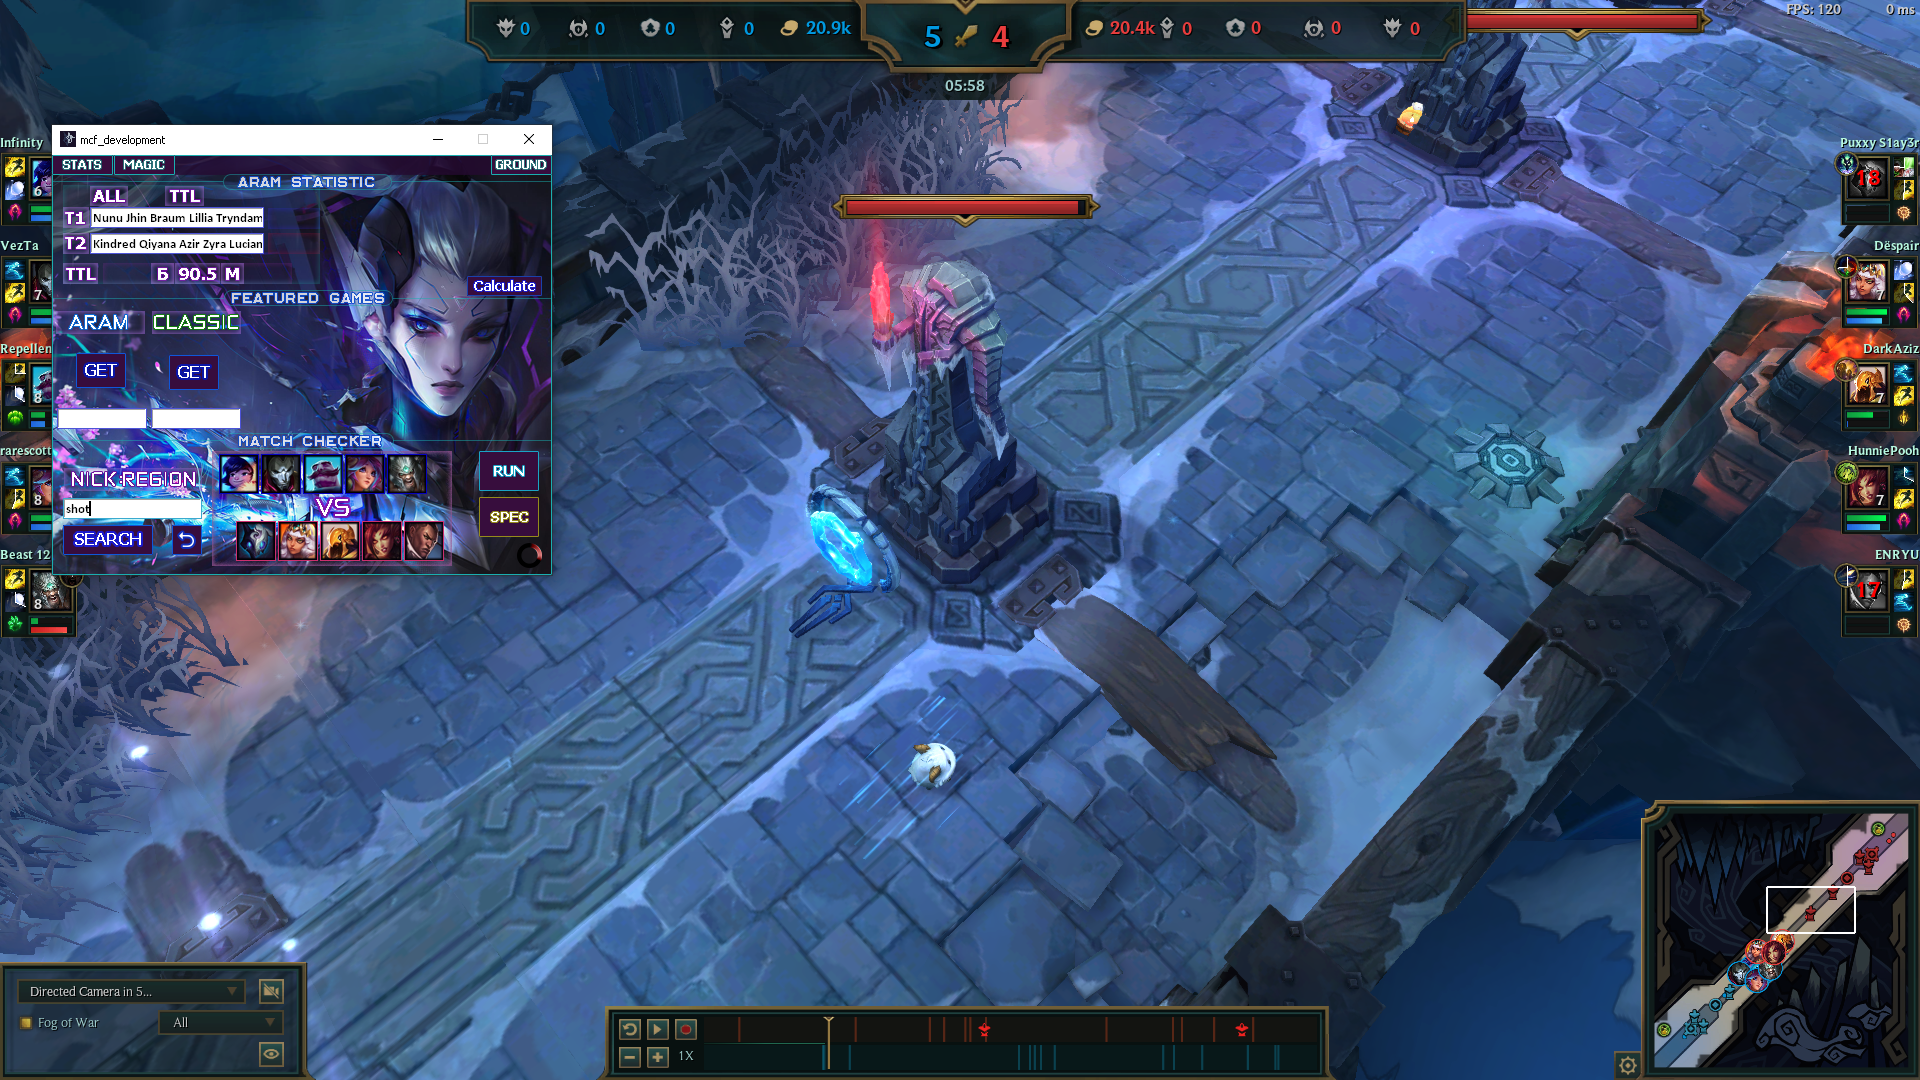 0 0 0 0 20.9k 5 4 20.4k 0 0 0 0
FPS: 120 0 ms
05:58
mcf_development
STATS MAGIC GROUND
ARAM STATISTIC
ALL TTL
T1 Nunu Jhin Braum Lillia Tryndam
T2 Kindred Qiyana Azir Zyra Lucian
TTL Б 90.5 М
Calculate
FEATURED GAMES
ARAM CLASSIC
GET GET
MATCH CHECKER
NICK:REGION
shot
SEARCH
VS
RUN
SPEC
Infinity
6
VezTa
7
Repellen
8
rarescott
8
Beast 12
8
Puxxy S1ay3r
18
Dëspair
7
DarkAziz
7
HunniePooh
7
ENRYU
17
Directed Camera in 5...
Fog of War All
1X